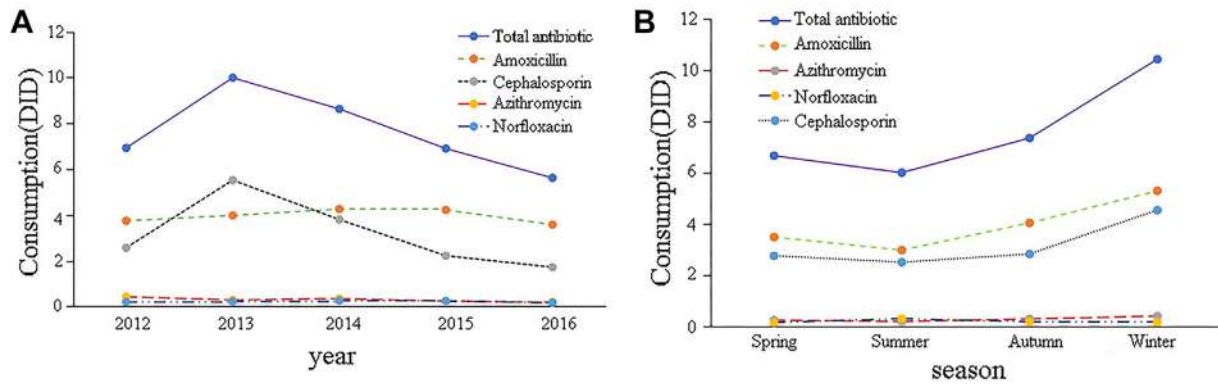 A
Consumption(DID)
12
10
8
6
4
2
0
Total antibiotic
Amoxicillin
Cephalosporin
Azithromycin
Norfloxacin
2012 2013 2014 2015 2016
year
B
Consumption(DID)
12
10
8
6
4
2
0
Total antibiotic
Amoxicillin
Azithromycin
Norfloxacin
Cephalosporin
Spring Summer Autumn Winter
season